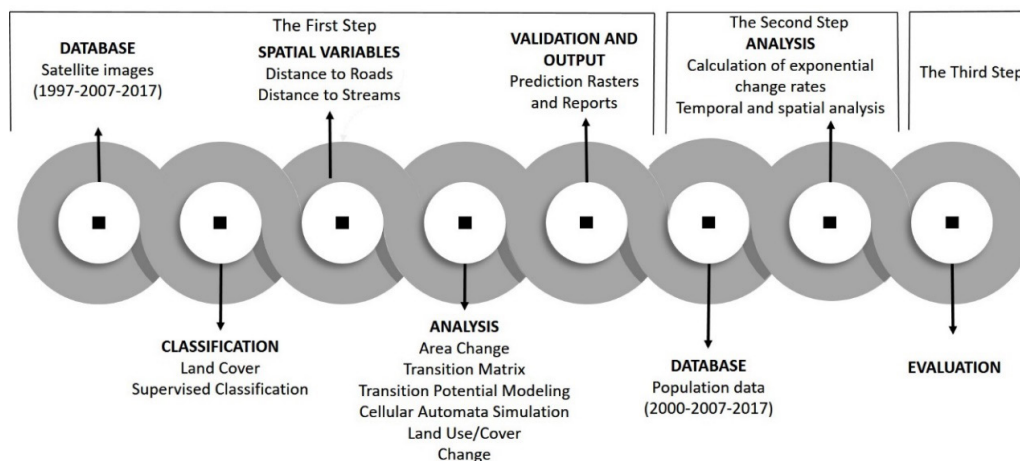 The First Step
DATABASE
Satellite images
(1997-2007-2017)
SPATIAL VARIABLES
Distance to Roads
Distance to Streams
VALIDATION AND
OUTPUT
Prediction Rasters
and Reports
The Second Step
ANALYSIS
Calculation of exponential
change rates
Temporal and spatial analysis
The Third Step
CLASSIFICATION
Land Cover
Supervised Classification
ANALYSIS
Area Change
Transition Matrix
Transition Potential Modeling
Cellular Automata Simulation
Land Use/Cover
Change
DATABASE
Population data
(2000-2007-2017)
EVALUATION